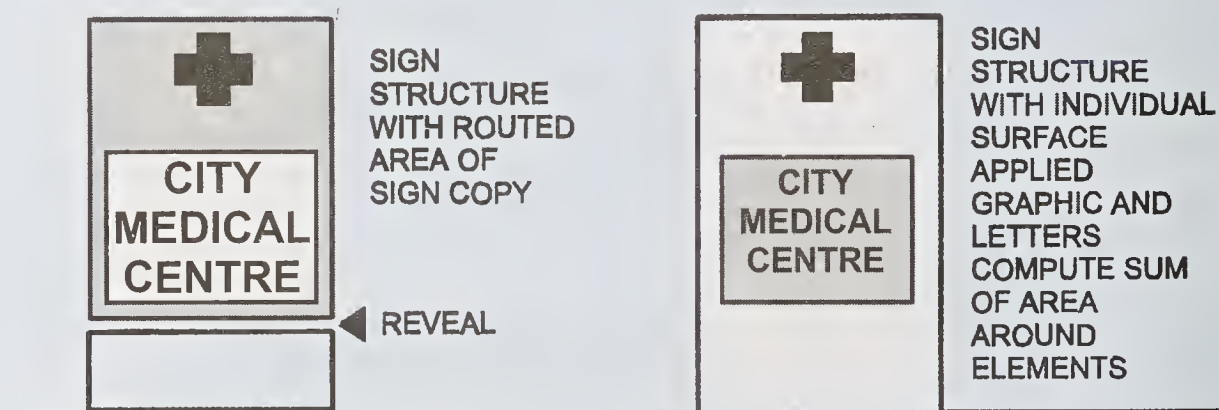 CITY
MEDICAL
CENTRE
SIGN
STRUCTURE
WITH ROUTED
AREA OF
SIGN COPY
REVEAL
CITY
MEDICAL
CENTRE
SIGN
STRUCTURE
WITH INDIVIDUAL
SURFACE
APPLIED
GRAPHIC AND
LETTERS
COMPUTE SUM
OF AREA
AROUND
ELEMENTS